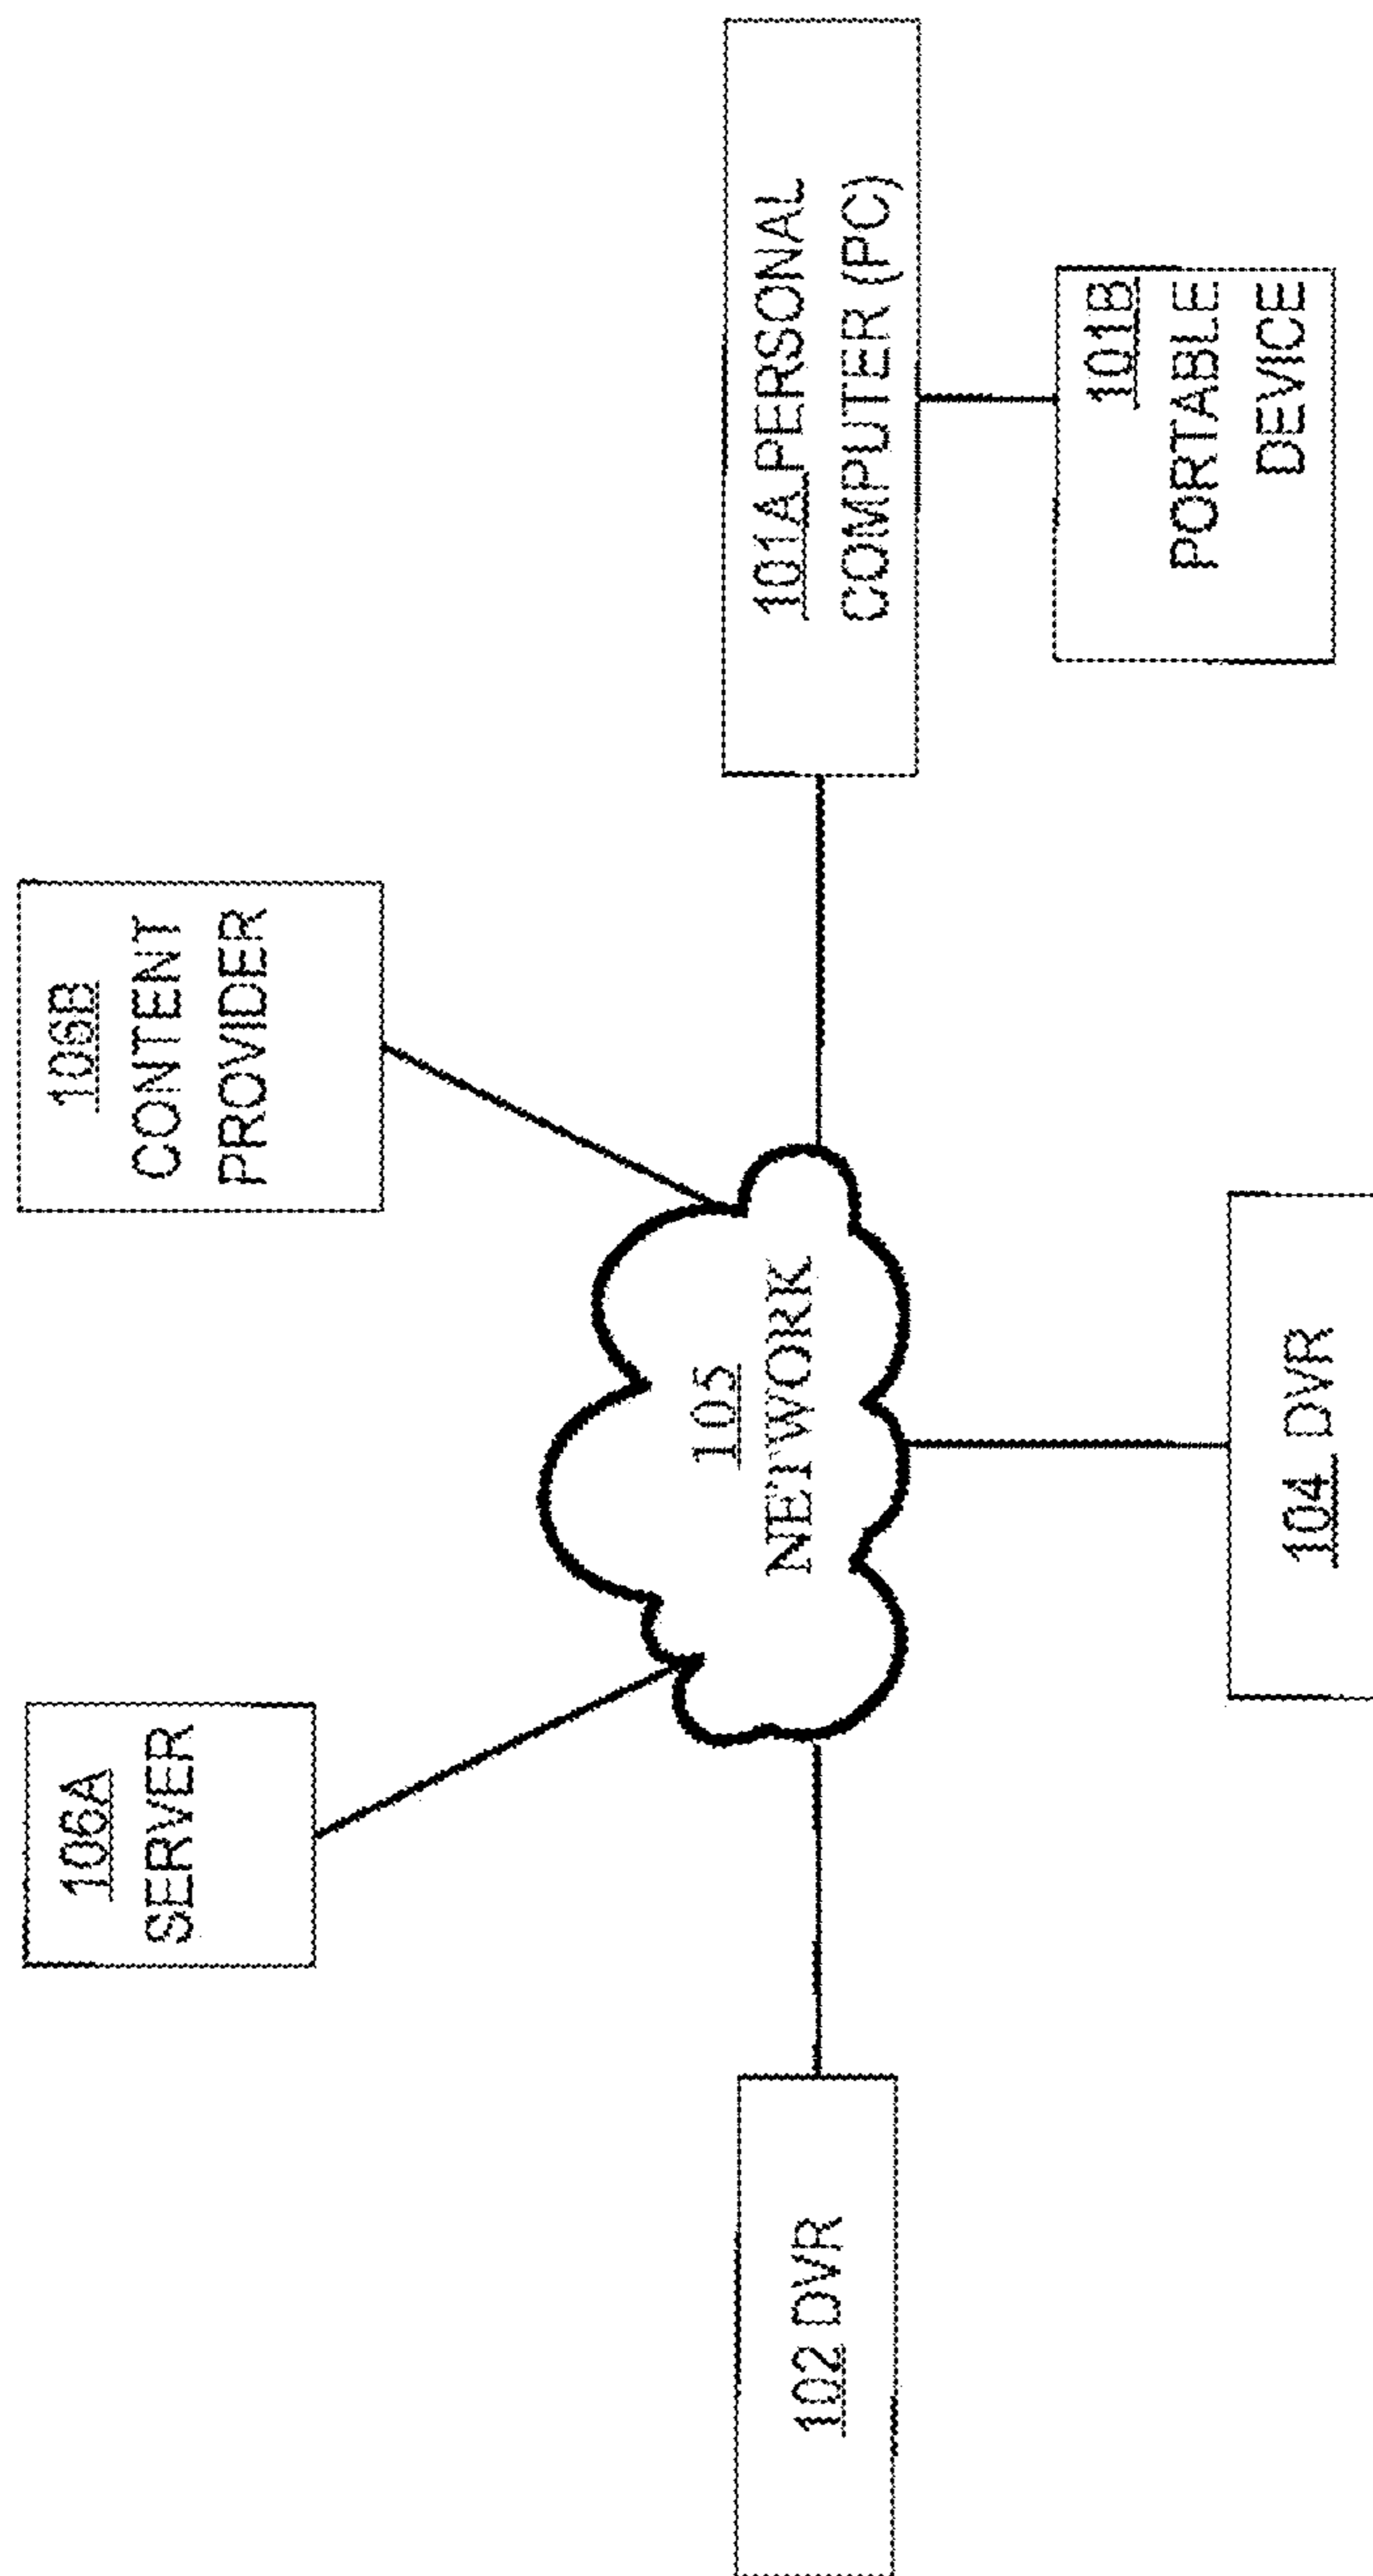 106A
SERVER
106B
CONTENT
PROVIDER
102 DVR
105
NETWORK
101A PERSONAL
COMPUTER (PC)
104 DVR
101B
PORTABLE
DEVICE